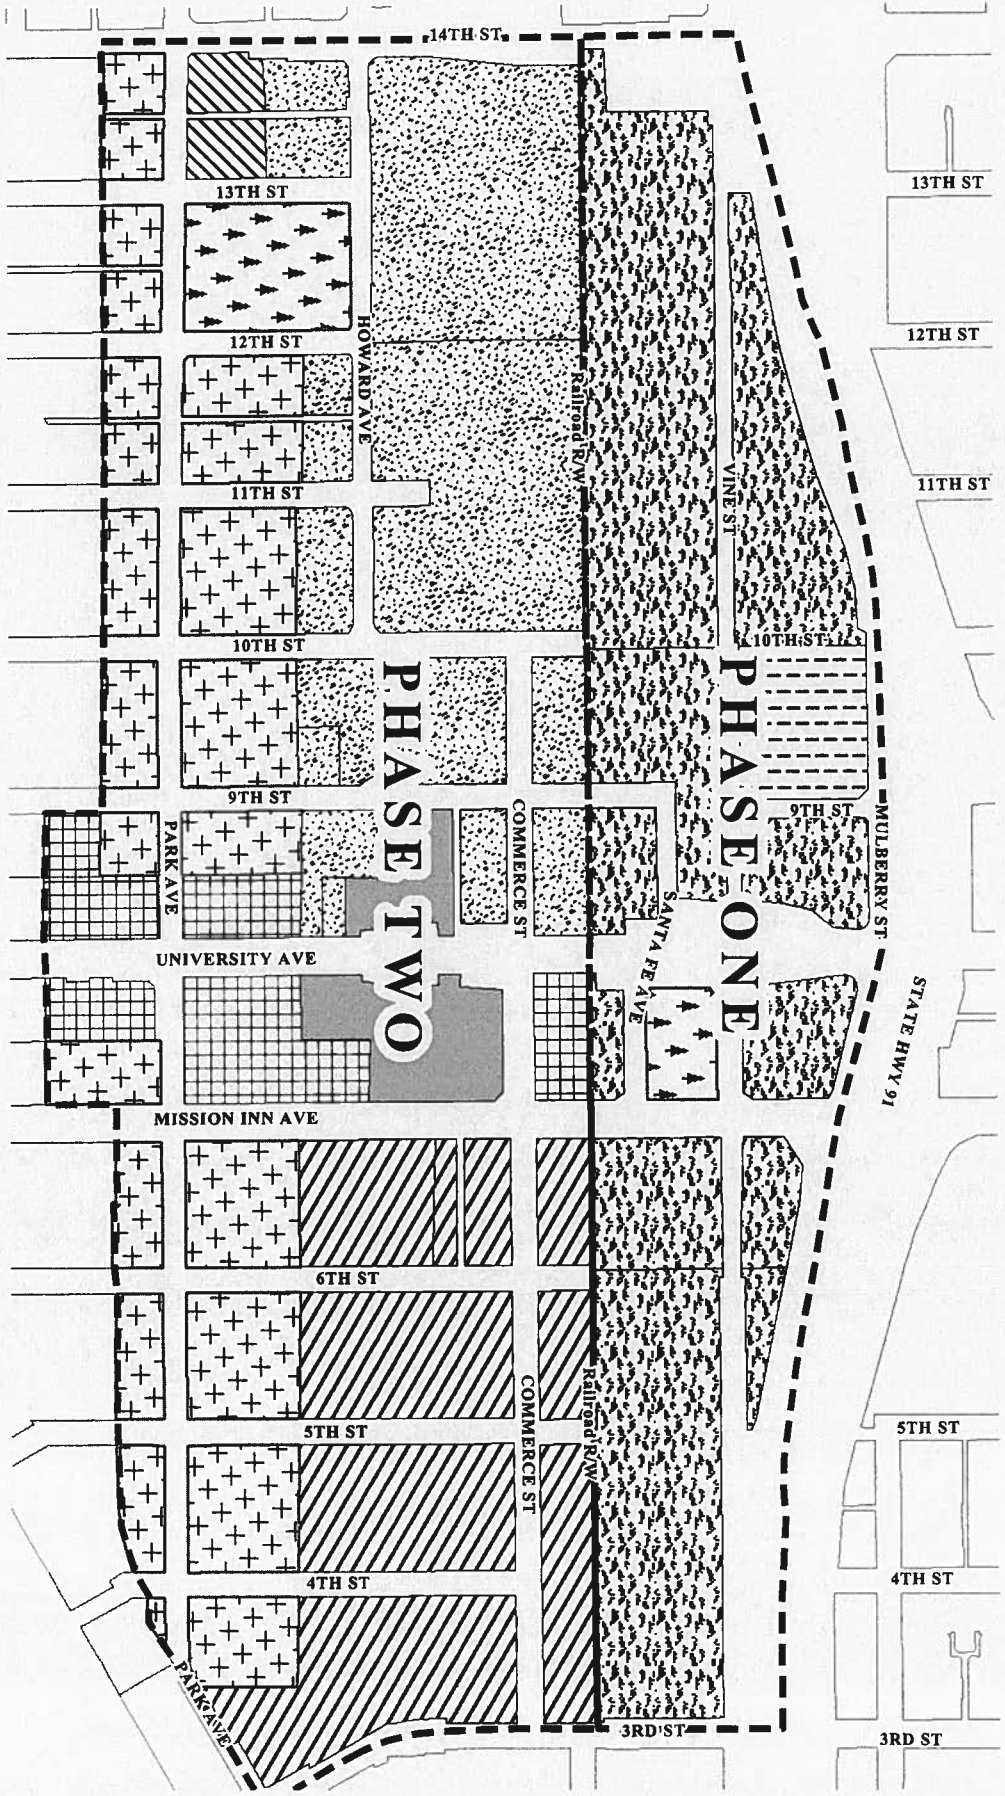 14TH ST.
13TH ST
13TH ST
12TH ST
12TH ST
HOWARD AVE
Railroad R/W
VINE ST
11TH ST
11TH ST
10TH ST
10TH ST
PHASE TWO
PHASE ONE
9TH ST
9TH ST
PARK AVE
COMMERCE ST
MULBERRY ST
SANTA FE AVE
UNIVERSITY AVE
STATE HWY 91
MISSION INN AVE
6TH ST
5TH ST
COMMERCE ST
Railroad R/W
5TH ST
4TH ST
4TH ST
PARK AVE
3RD ST
3RD ST